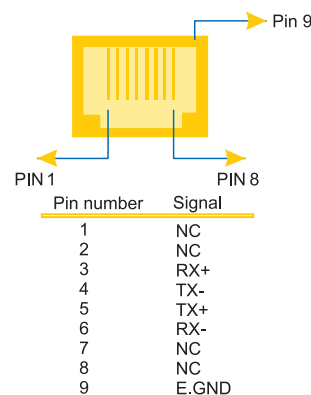 Pin 9
PIN 1 PIN 8
Pin number Signal
1 NC
2 NC
3 RX+
4 TX-
5 TX+
6 RX-
7 NC
8 NC
9 E.GND